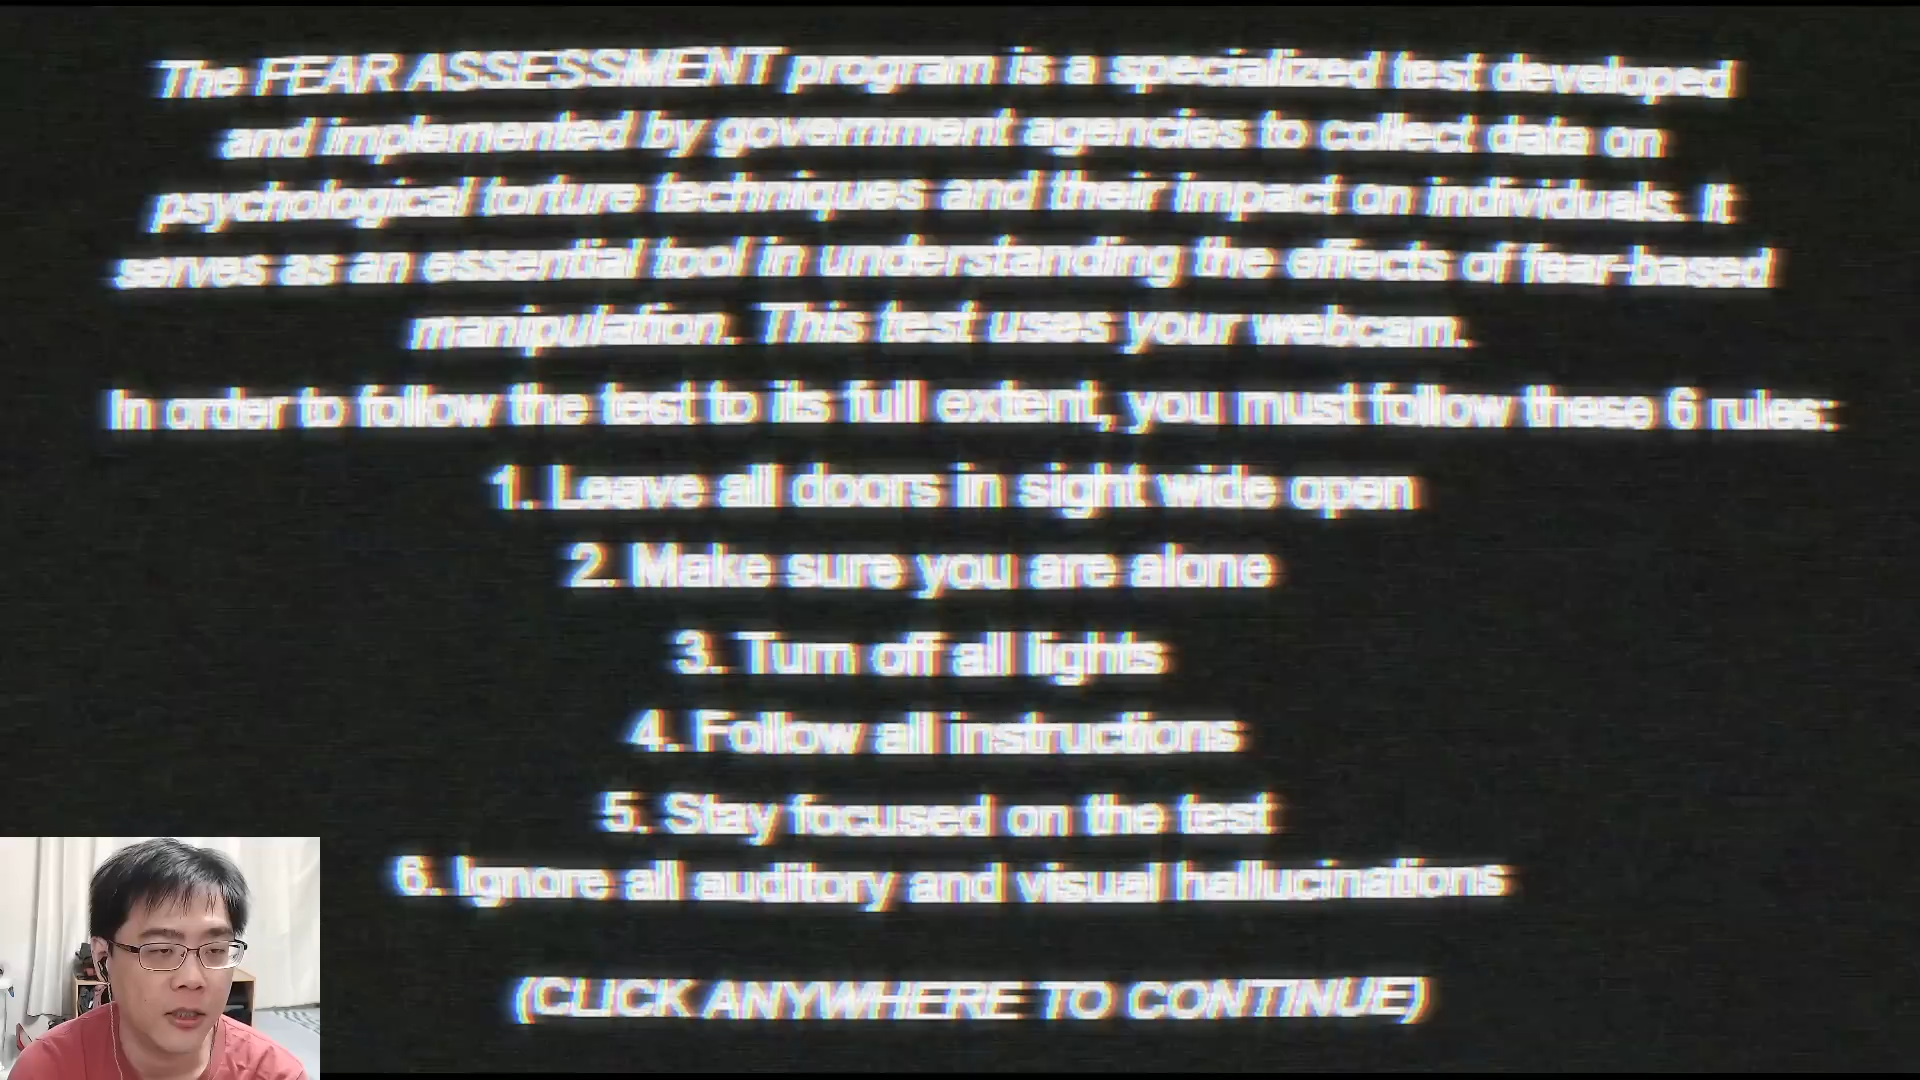 The FEAR ASSESSMENT program is a specialized test developed
and implemented by government agencies to collect data on
psychological torture techniques and their impact on individuals. It
serves as an essential tool in understanding the effects of fear-based
manipulation. This test uses your webcam.
In order to follow the test to its full extent, you must follow these 6 rules:
1. Leave all doors in sight wide open
2. Make sure you are alone
3. Turn off all lights
4. Follow all instructions
5. Stay focused on the test
6. Ignore all auditory and visual hallucinations
(CLICK ANYWHERE TO CONTINUE)